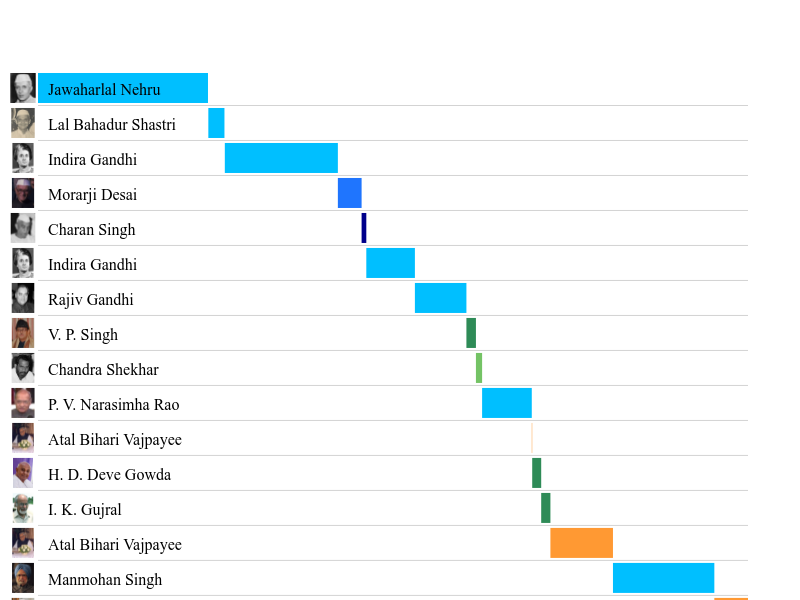 Jawaharlal Nehru
Lal Bahadur Shastri
Indira Gandhi
Morarji Desai
Charan Singh
Indira Gandhi
Rajiv Gandhi
V. P. Singh
Chandra Shekhar
P. V. Narasimha Rao
Atal Bihari Vajpayee
H. D. Deve Gowda
I. K. Gujral
Atal Bihari Vajpayee
Manmohan Singh